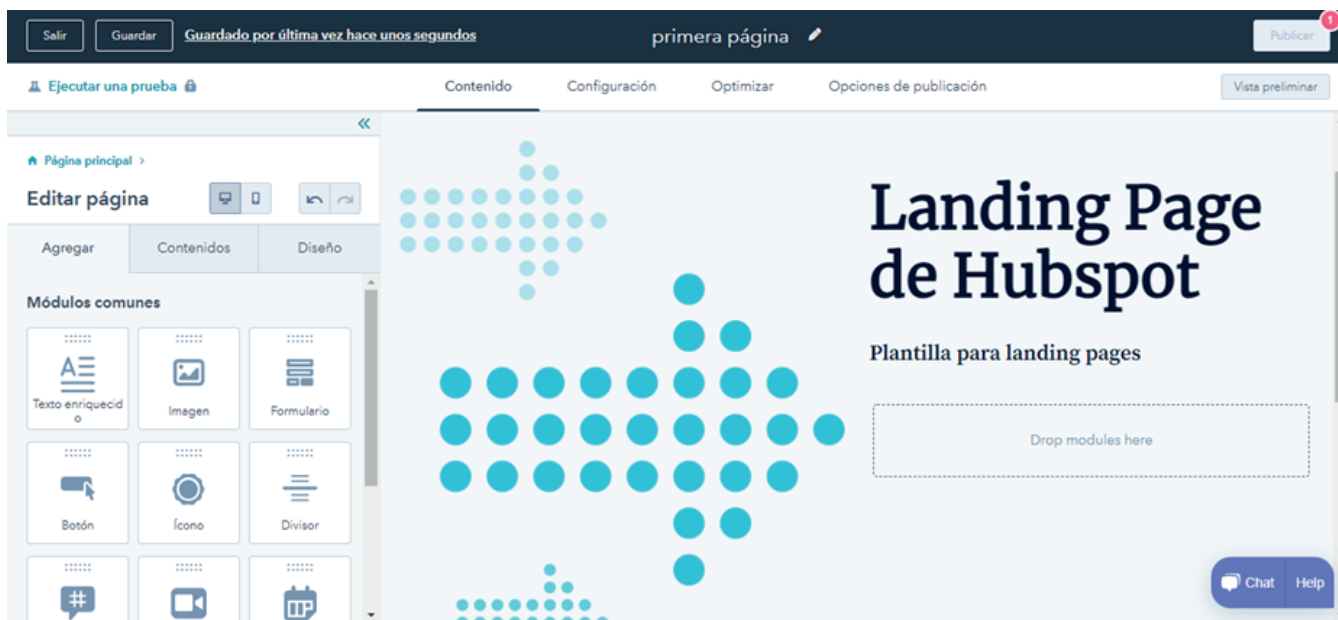 Salir
Guardar
Guardado por última vez hace unos segundos
primera página
Publicar
1
Ejecutar una prueba
Contenido
Configuración
Optimizar
Opciones de publicación
Vista preliminar
Página principal
Editar página
Agregar
Contenidos
Diseño
Módulos comunes
Texto enriquecid
o
Imagen
Formulario
Botón
Ícono
Divisor
Landing Page
de Hubspot
Plantilla para landing pages
Drop modules here
Chat
Help